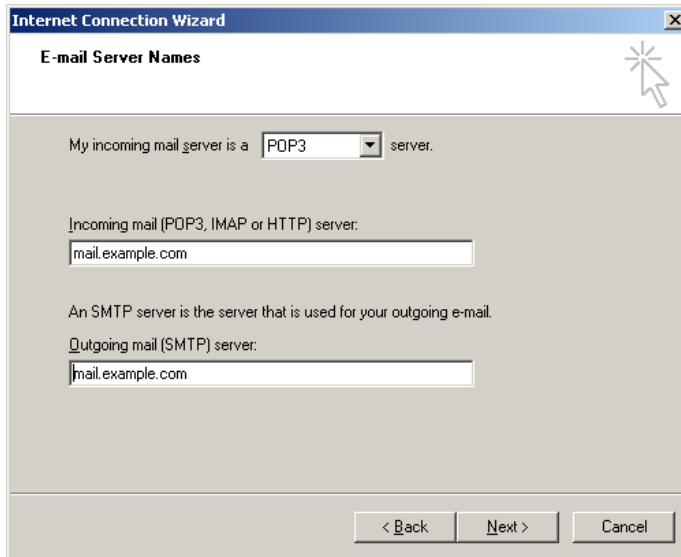 Internet Connection Wizard
E-mail Server Names
My incoming mail server is a POP3 server.
Incoming mail (POP3, IMAP or HTTP) server:
mail.example.com
An SMTP server is the server that is used for your outgoing e-mail.
Outgoing mail (SMTP) server:
mail.example.com
< Back Next > Cancel